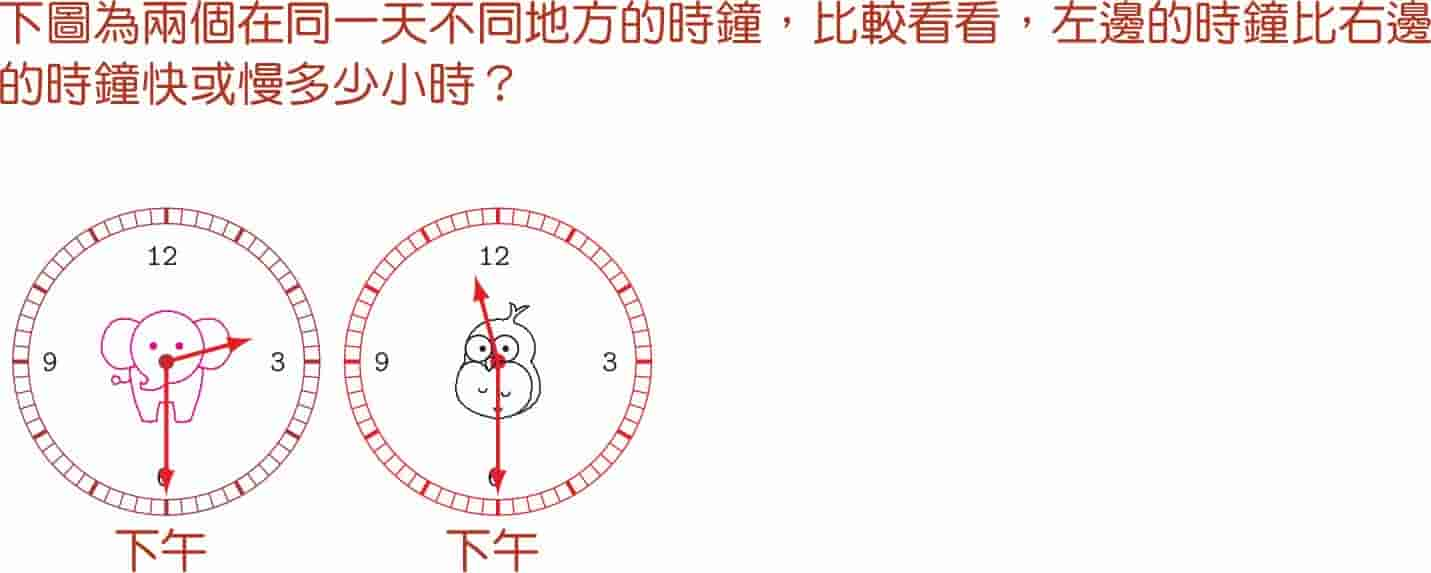 下圖為兩個在同一天不同地方的時鐘，比較看看，左邊的時鐘比右邊
的時鐘快或慢多少小時？
12 12
9 3 9 3
6 6
下午 下午